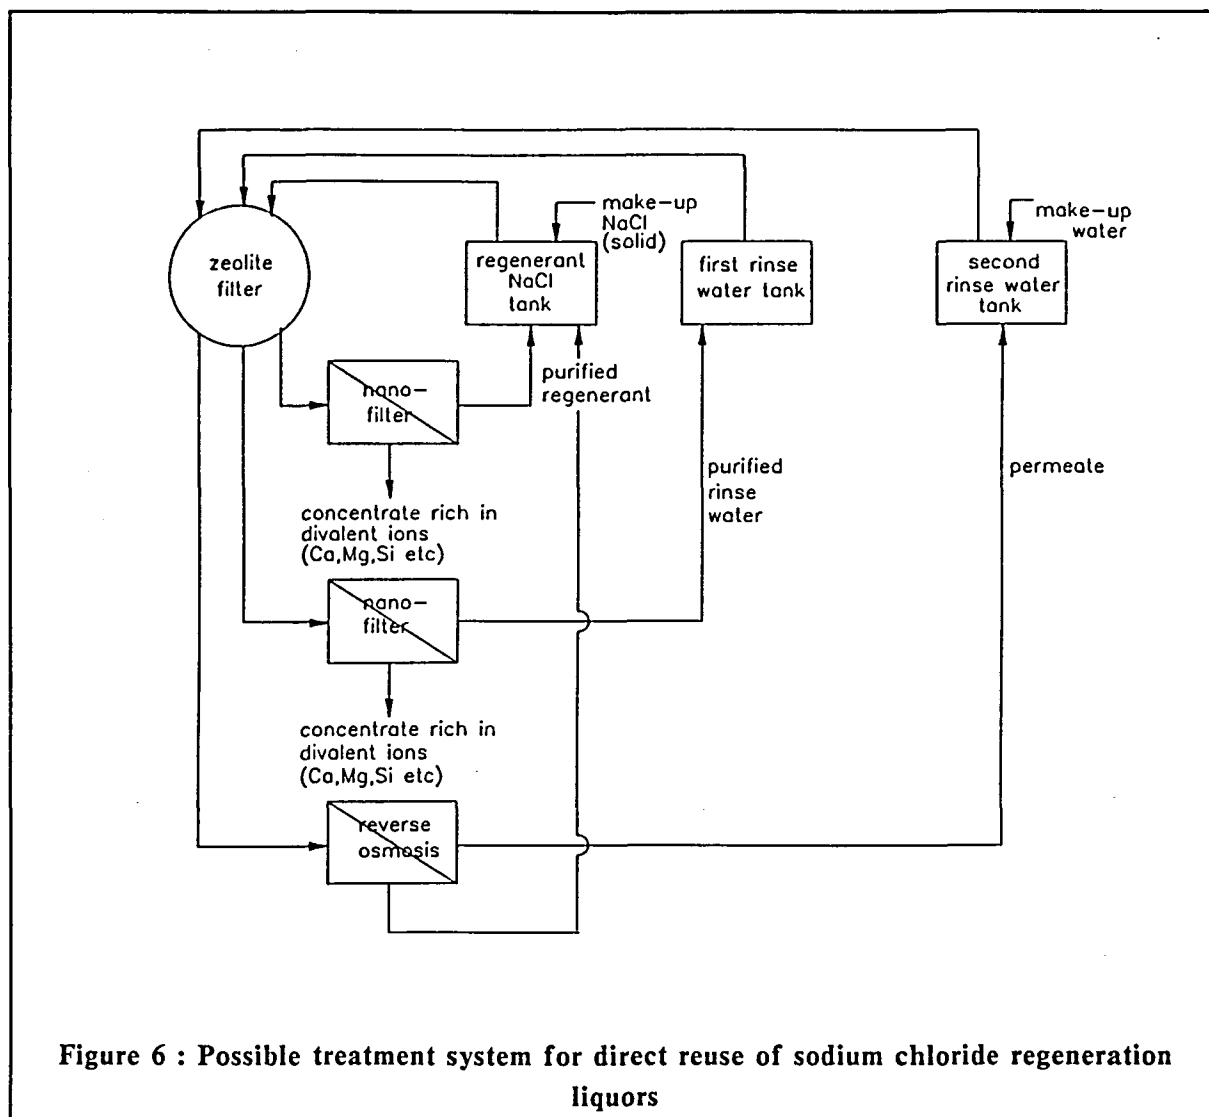 make-up
NaCl
(solid)
make-up
water
zeolite
filter
regenerant
NaCl
tank
first rinse
water tank
second
rinse water
tank
purified
regenerant
nano-
filter
purified
rinse
water
permeate
concentrate rich in
divalent ions
(Ca,Mg,Si etc)
nano-
filter
concentrate rich in
divalent ions
(Ca,Mg,Si etc)
reverse
osmosis
Figure 6 : Possible treatment system for direct reuse of sodium chloride regeneration
liquors